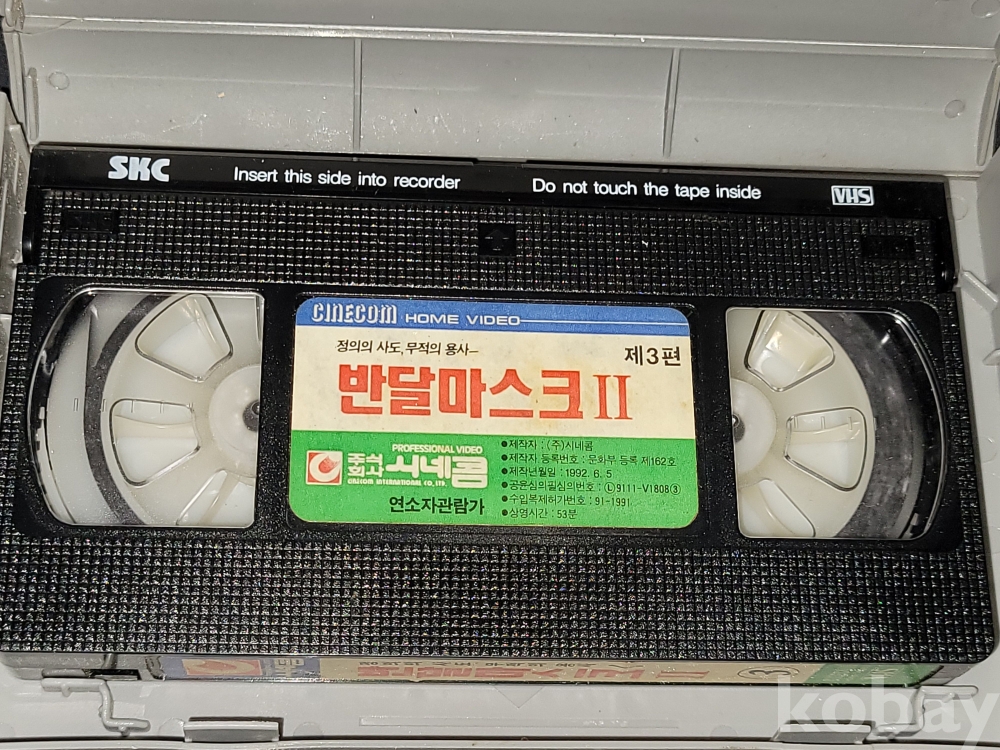 SKC Insert this side into recorder Do not touch the tape inside VHS
CINECOM HOME VIDEO
정의의 사도, 무적의 용사—
제3편
반달마스크 II
PROFESSIONAL VIDEO
주식회사 시네콤
CINECOM INTERNATIONAL CO., LTD.
연소자관람가
●제작자 : (주)시네콤
●제작자 등록번호 : 문화부 등록 제162호
●제작년월일 : 1992. 6. 5.
●공윤심의필심의번호 : Ⓛ9111-V1808③
●수입복제허가번호 : 91-1991
●상영시간 : 53분
kobay